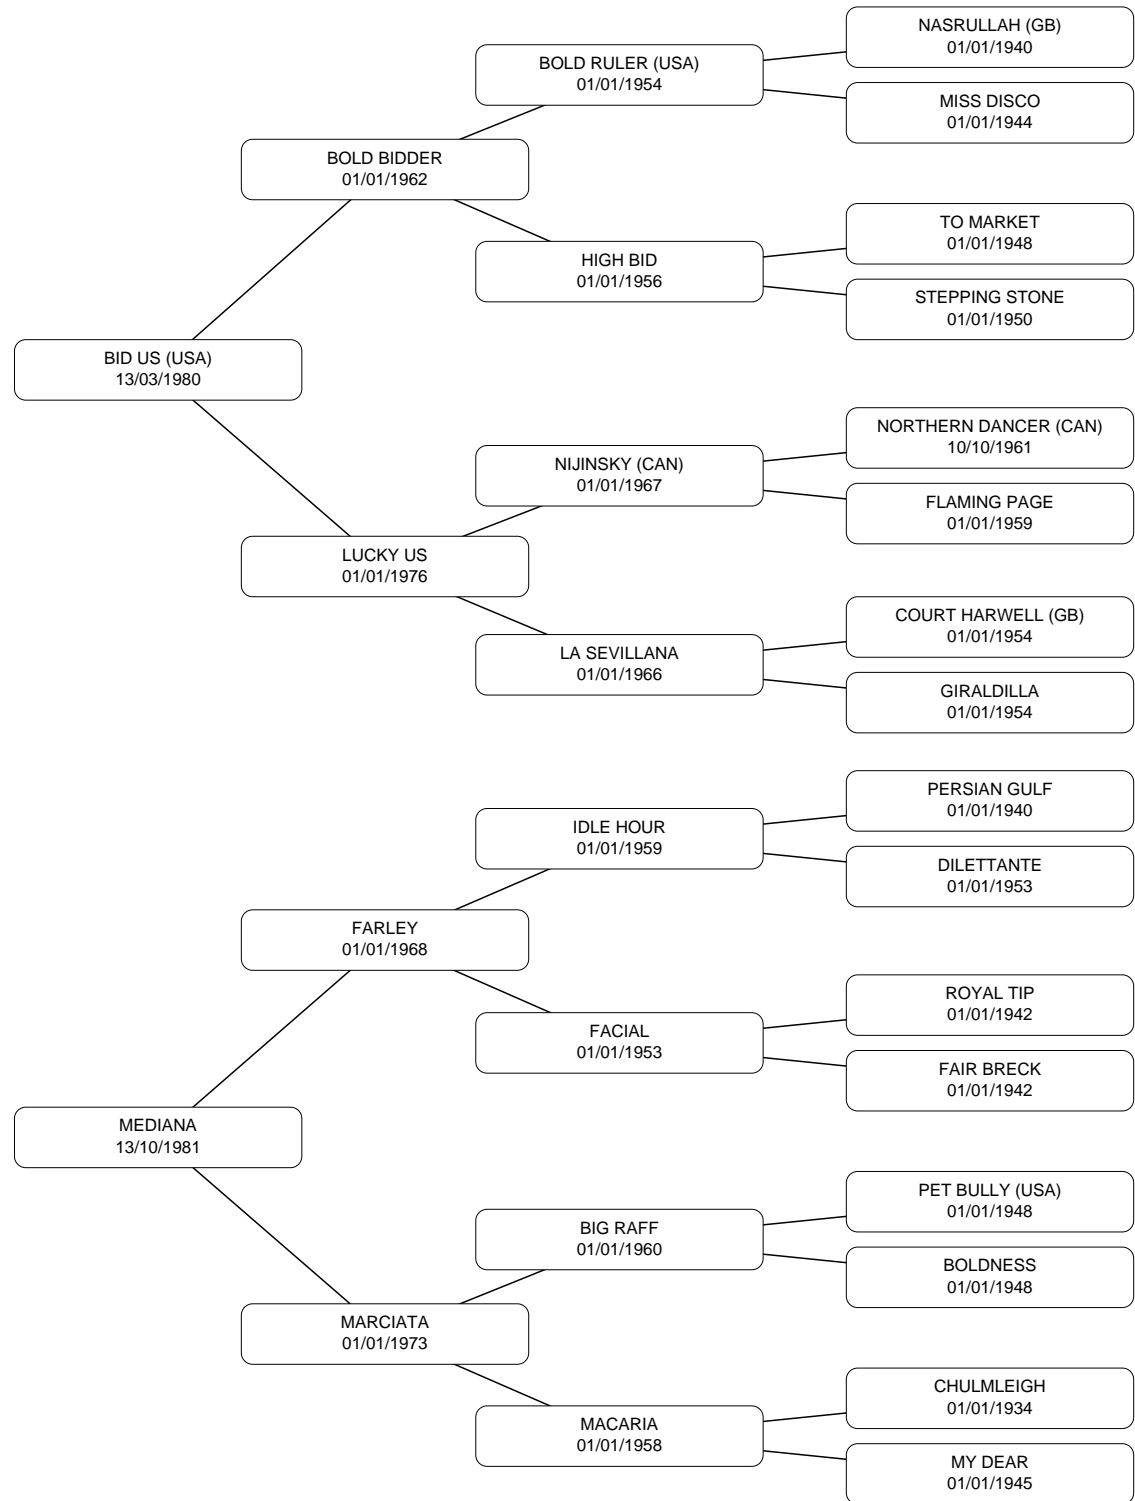 NASRULLAH (GB)
01/01/1940
BOLD RULER (USA)
01/01/1954
MISS DISCO
01/01/1944
BOLD BIDDER
01/01/1962
TO MARKET
01/01/1948
HIGH BID
01/01/1956
STEPPING STONE
01/01/1950
BID US (USA)
13/03/1980
NORTHERN DANCER (CAN)
10/10/1961
NIJINSKY (CAN)
01/01/1967
FLAMING PAGE
01/01/1959
LUCKY US
01/01/1976
COURT HARWELL (GB)
01/01/1954
LA SEVILLANA
01/01/1966
GIRALDILLA
01/01/1954
PERSIAN GULF
01/01/1940
IDLE HOUR
01/01/1959
DILETTANTE
01/01/1953
FARLEY
01/01/1968
ROYAL TIP
01/01/1942
FACIAL
01/01/1953
FAIR BRECK
01/01/1942
MEDIANA
13/10/1981
PET BULLY (USA)
01/01/1948
BIG RAFF
01/01/1960
BOLDNESS
01/01/1948
MARCIATA
01/01/1973
CHULMLEIGH
01/01/1934
MACARIA
01/01/1958
MY DEAR
01/01/1945